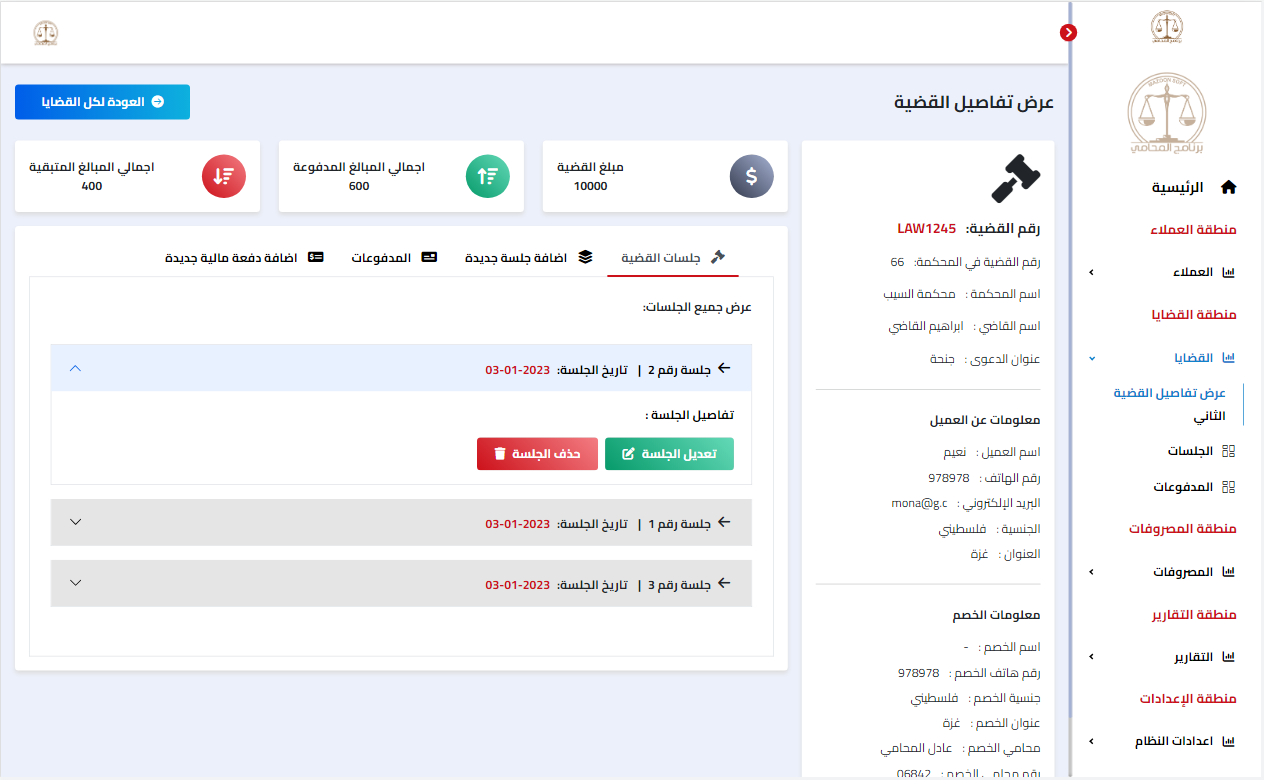 WAZOON SOFT
برنامج المحامي
الرئيسية
منطقة العملاء
العملاء
منطقة القضايا
القضايا
عرض تفاصيل القضية
الثاني
الجلسات
المدفوعات
منطقة المصروفات
المصروفات
منطقة التقارير
التقارير
منطقة الإعدادات
اعدادات النظام
عرض تفاصيل القضية
العودة لكل القضايا
رقم القضية: LAW1245
رقم القضية في المحكمة: 66
اسم المحكمة : محكمة السيب
اسم القاضي : ابراهيم القاضي
عنوان الدعوى : جنحة
معلومات عن العميل
اسم العميل : نعيم
رقم الهاتف : 978978
البريد الإلكتروني : mona@g.c
الجنسية : فلسطيني
العنوان : غزة
معلومات الخصم
اسم الخصم : -
رقم هاتف الخصم : 978978
جنسية الخصم : فلسطيني
عنوان الخصم : غزة
محامي الخصم : عادل المحامي
رقم محامي الخصم : 06842
مبلغ القضية
10000
اجمالي المبالغ المدفوعة
600
اجمالي المبالغ المتبقية
400
جلسات القضية
اضافة جلسة جديدة
المدفوعات
اضافة دفعة مالية جديدة
عرض جميع الجلسات:
جلسة رقم 2 | تاريخ الجلسة: 03-01-2023
تفاصيل الجلسة :
تعديل الجلسة
حذف الجلسة
جلسة رقم 1 | تاريخ الجلسة: 03-01-2023
جلسة رقم 3 | تاريخ الجلسة: 03-01-2023